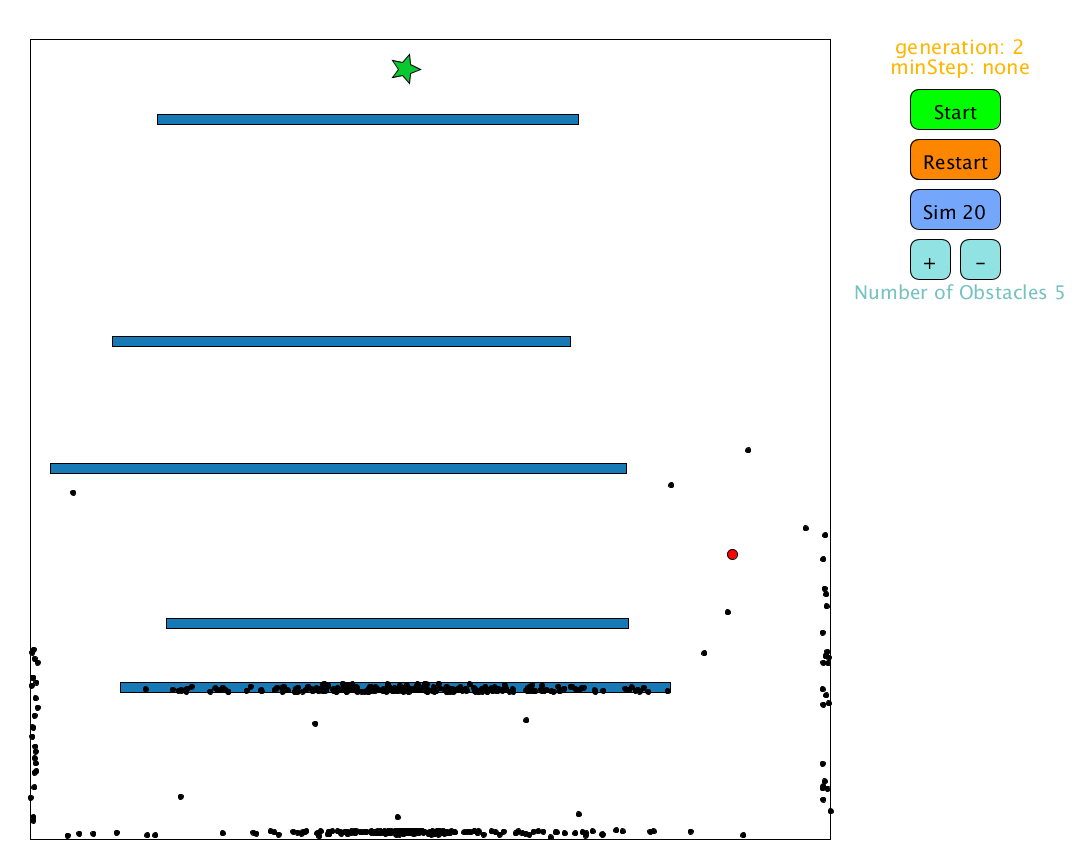 generation: 2
minStep: none
Start
Restart
Sim 20
+ -
Number of Obstacles 5